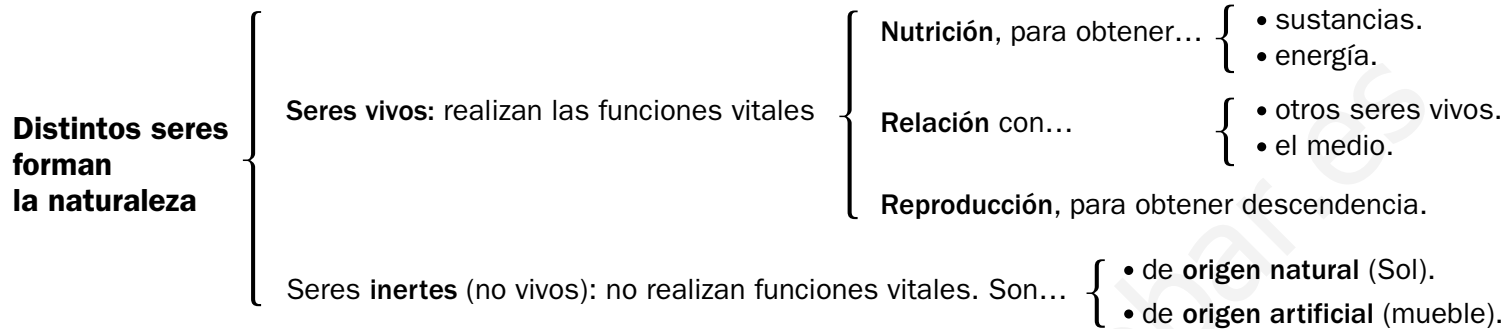 Distintos seres
forman
la naturaleza
Seres vivos: realizan las funciones vitales
Nutrición, para obtener…
• sustancias.
• energía.
Relación con…
• otros seres vivos.
• el medio.
Reproducción, para obtener descendencia.
Seres inertes (no vivos): no realizan funciones vitales. Son…
• de origen natural (Sol).
• de origen artificial (mueble).